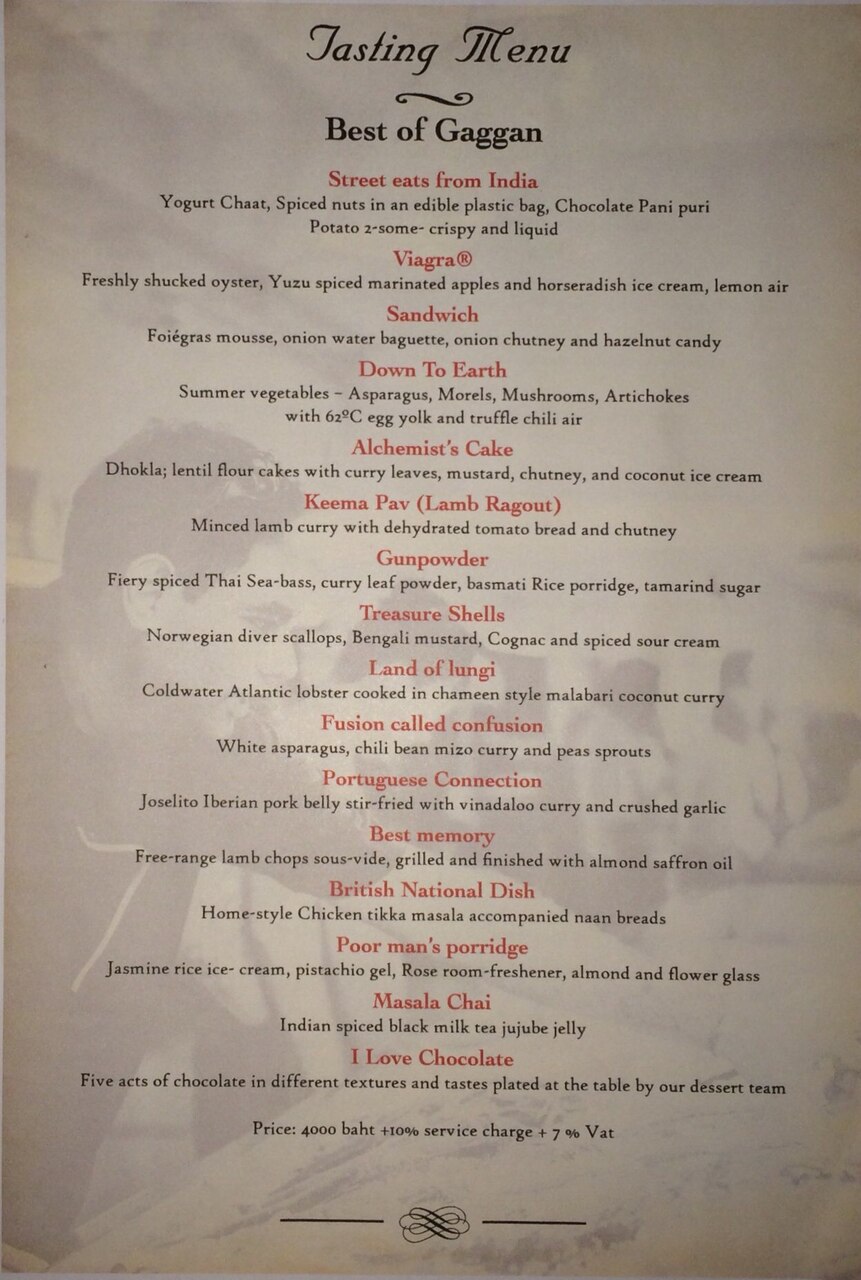 Tasting Menu
Best of Gaggan
Street eats from India
Yogurt Chaat, Spiced nuts in an edible plastic bag, Chocolate Pani puri
Potato 2-some- crispy and liquid
Viagra®
Freshly shucked oyster, Yuzu spiced marinated apples and horseradish ice cream, lemon air
Sandwich
Foiégras mousse, onion water baguette, onion chutney and hazelnut candy
Down To Earth
Summer vegetables – Asparagus, Morels, Mushrooms, Artichokes
with 62ºC egg yolk and truffle chili air
Alchemist's Cake
Dhokla; lentil flour cakes with curry leaves, mustard, chutney, and coconut ice cream
Keema Pav (Lamb Ragout)
Minced lamb curry with dehydrated tomato bread and chutney
Gunpowder
Fiery spiced Thai Sea-bass, curry leaf powder, basmati Rice porridge, tamarind sugar
Treasure Shells
Norwegian diver scallops, Bengali mustard, Cognac and spiced sour cream
Land of lungi
Coldwater Atlantic lobster cooked in chameen style malabari coconut curry
Fusion called confusion
White asparagus, chili bean mizo curry and peas sprouts
Portuguese Connection
Joselito Iberian pork belly stir-fried with vinadaloo curry and crushed garlic
Best memory
Free-range lamb chops sous-vide, grilled and finished with almond saffron oil
British National Dish
Home-style Chicken tikka masala accompanied naan breads
Poor man's porridge
Jasmine rice ice- cream, pistachio gel, Rose room-freshener, almond and flower glass
Masala Chai
Indian spiced black milk tea jujube jelly
I Love Chocolate
Five acts of chocolate in different textures and tastes plated at the table by our dessert team
Price: 4000 baht +10% service charge + 7 % Vat